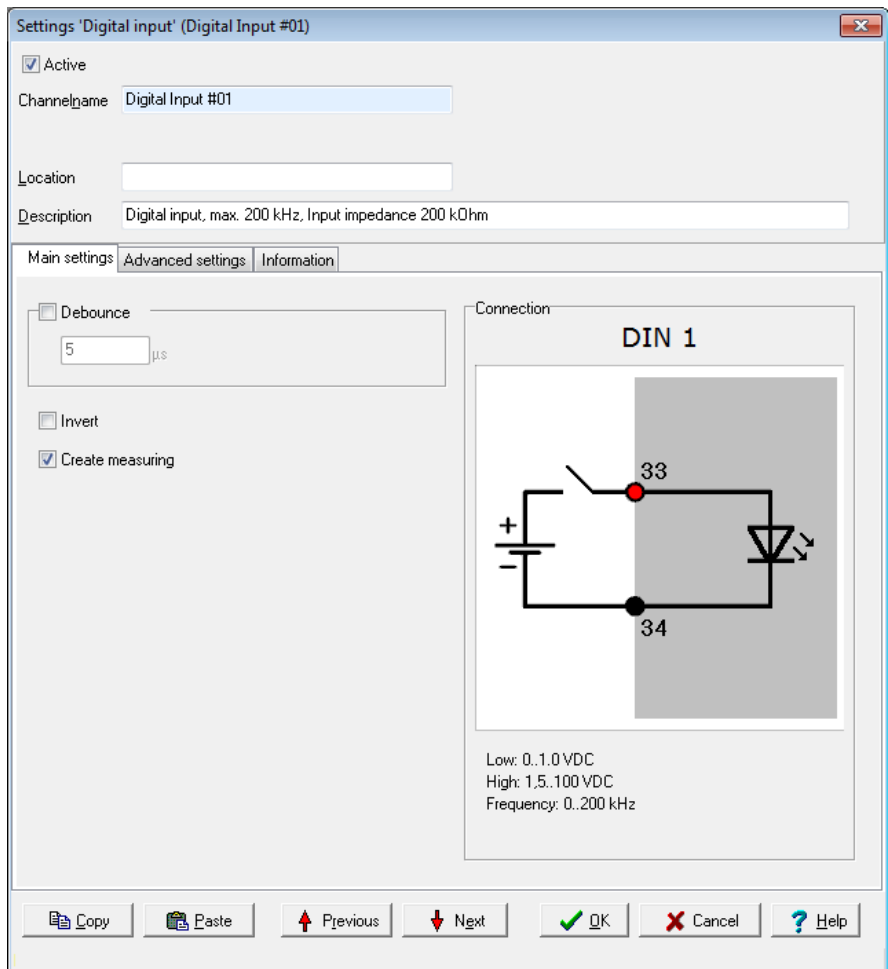 Settings 'Digital input' (Digital Input #01)
Active
Channelname Digital Input #01
Location
Description Digital input, max. 200 kHz, Input impedance 200 kOhm
Main settings Advanced settings Information
Debounce
5 µs
Invert
Create measuring
Connection
DIN 1
33
+
−
34
Low: 0..1.0 VDC
High: 1,5..100 VDC
Frequency: 0..200 kHz
Copy Paste Previous Next OK Cancel Help